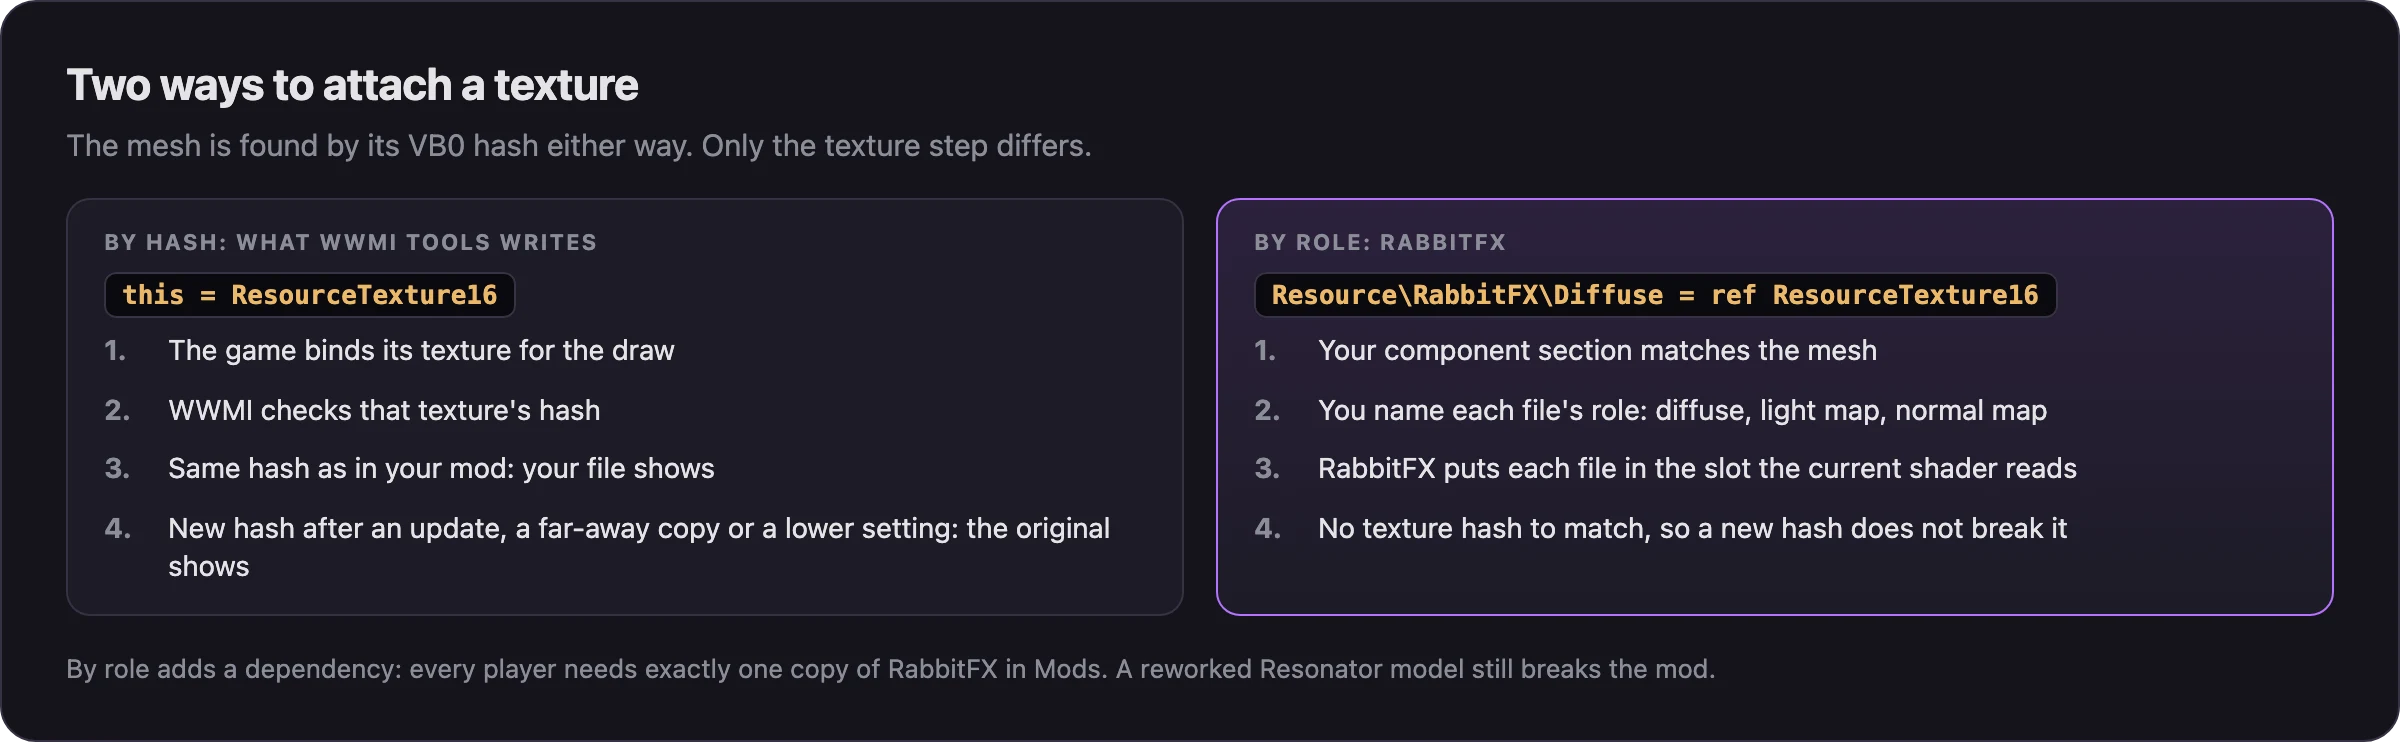 Two ways to attach a texture
The mesh is found by its VB0 hash either way. Only the texture step differs.
BY HASH: WHAT WWMI TOOLS WRITES
this = ResourceTexture16
1. The game binds its texture for the draw
2. WWMI checks that texture's hash
3. Same hash as in your mod: your file shows
4. New hash after an update, a far-away copy or a lower setting: the original
shows
BY ROLE: RABBITFX
Resource\RabbitFX\Diffuse = ref ResourceTexture16
1. Your component section matches the mesh
2. You name each file's role: diffuse, light map, normal map
3. RabbitFX puts each file in the slot the current shader reads
4. No texture hash to match, so a new hash does not break it
By role adds a dependency: every player needs exactly one copy of RabbitFX in Mods. A reworked Resonator model still breaks the mod.